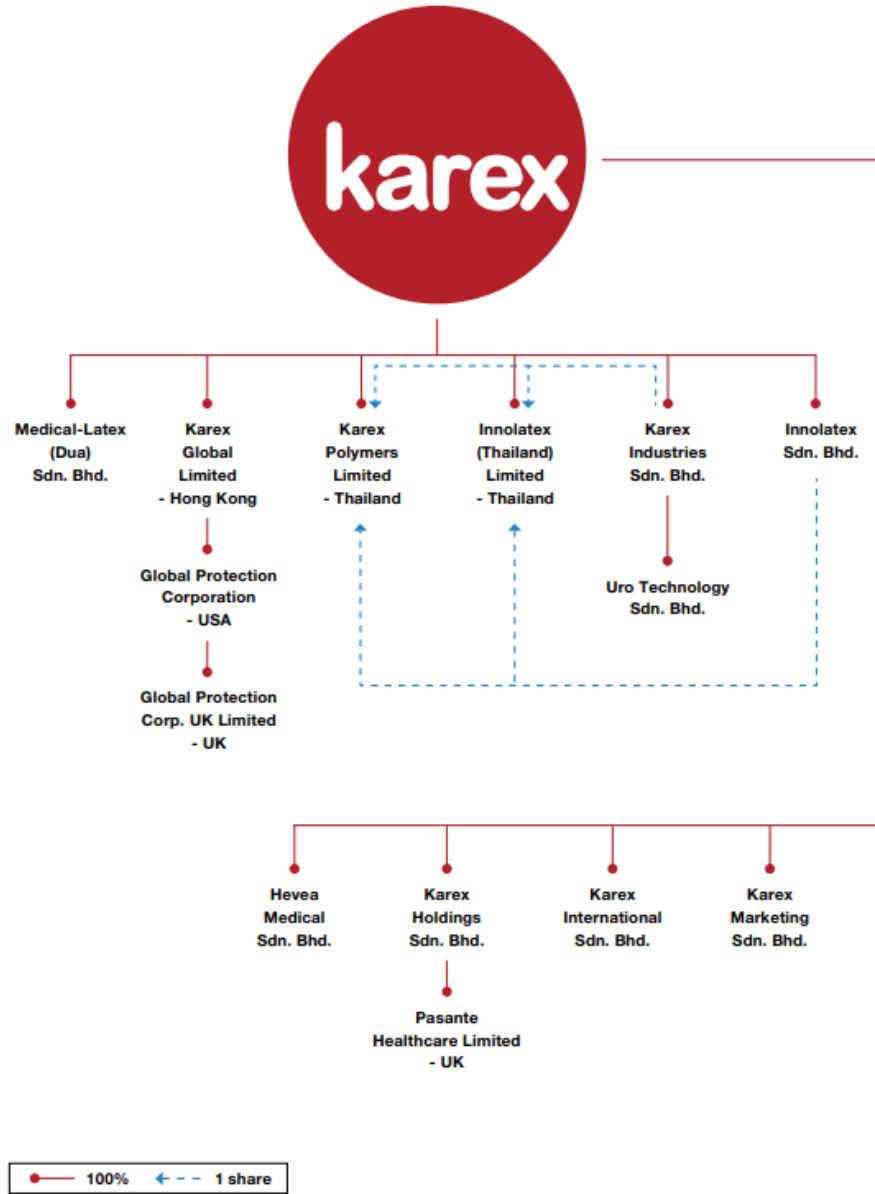 karex
Medical-Latex
(Dua)
Sdn. Bhd.
Karex
Global
Limited
- Hong Kong
Karex
Polymers
Limited
- Thailand
Innolatex
(Thailand)
Limited
- Thailand
Karex
Industries
Sdn. Bhd.
Innolatex
Sdn. Bhd.
Global Protection
Corporation
- USA
Uro Technology
Sdn. Bhd.
Global Protection
Corp. UK Limited
- UK
Hevea
Medical
Sdn. Bhd.
Karex
Holdings
Sdn. Bhd.
Karex
International
Sdn. Bhd.
Karex
Marketing
Sdn. Bhd.
Pasante
Healthcare Limited
- UK
100% 1 share